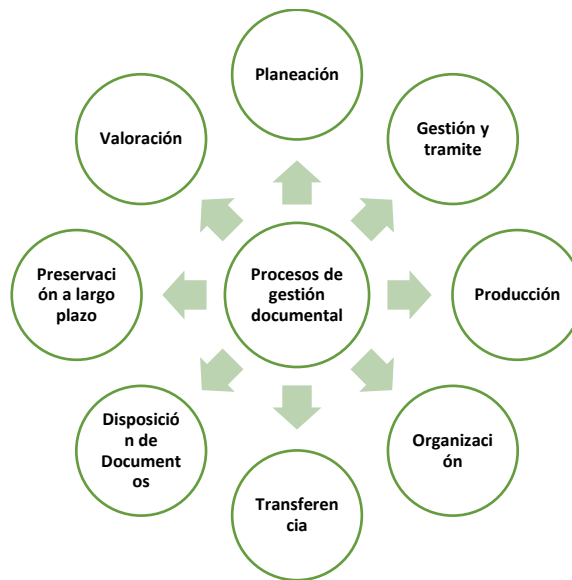 Planeación
Gestión y
tramite
Producción
Organizaci
ón
Transferen
cia
Disposició
n de
Document
os
Preservaci
ón a largo
plazo
Valoración
Procesos de
gestión
documental